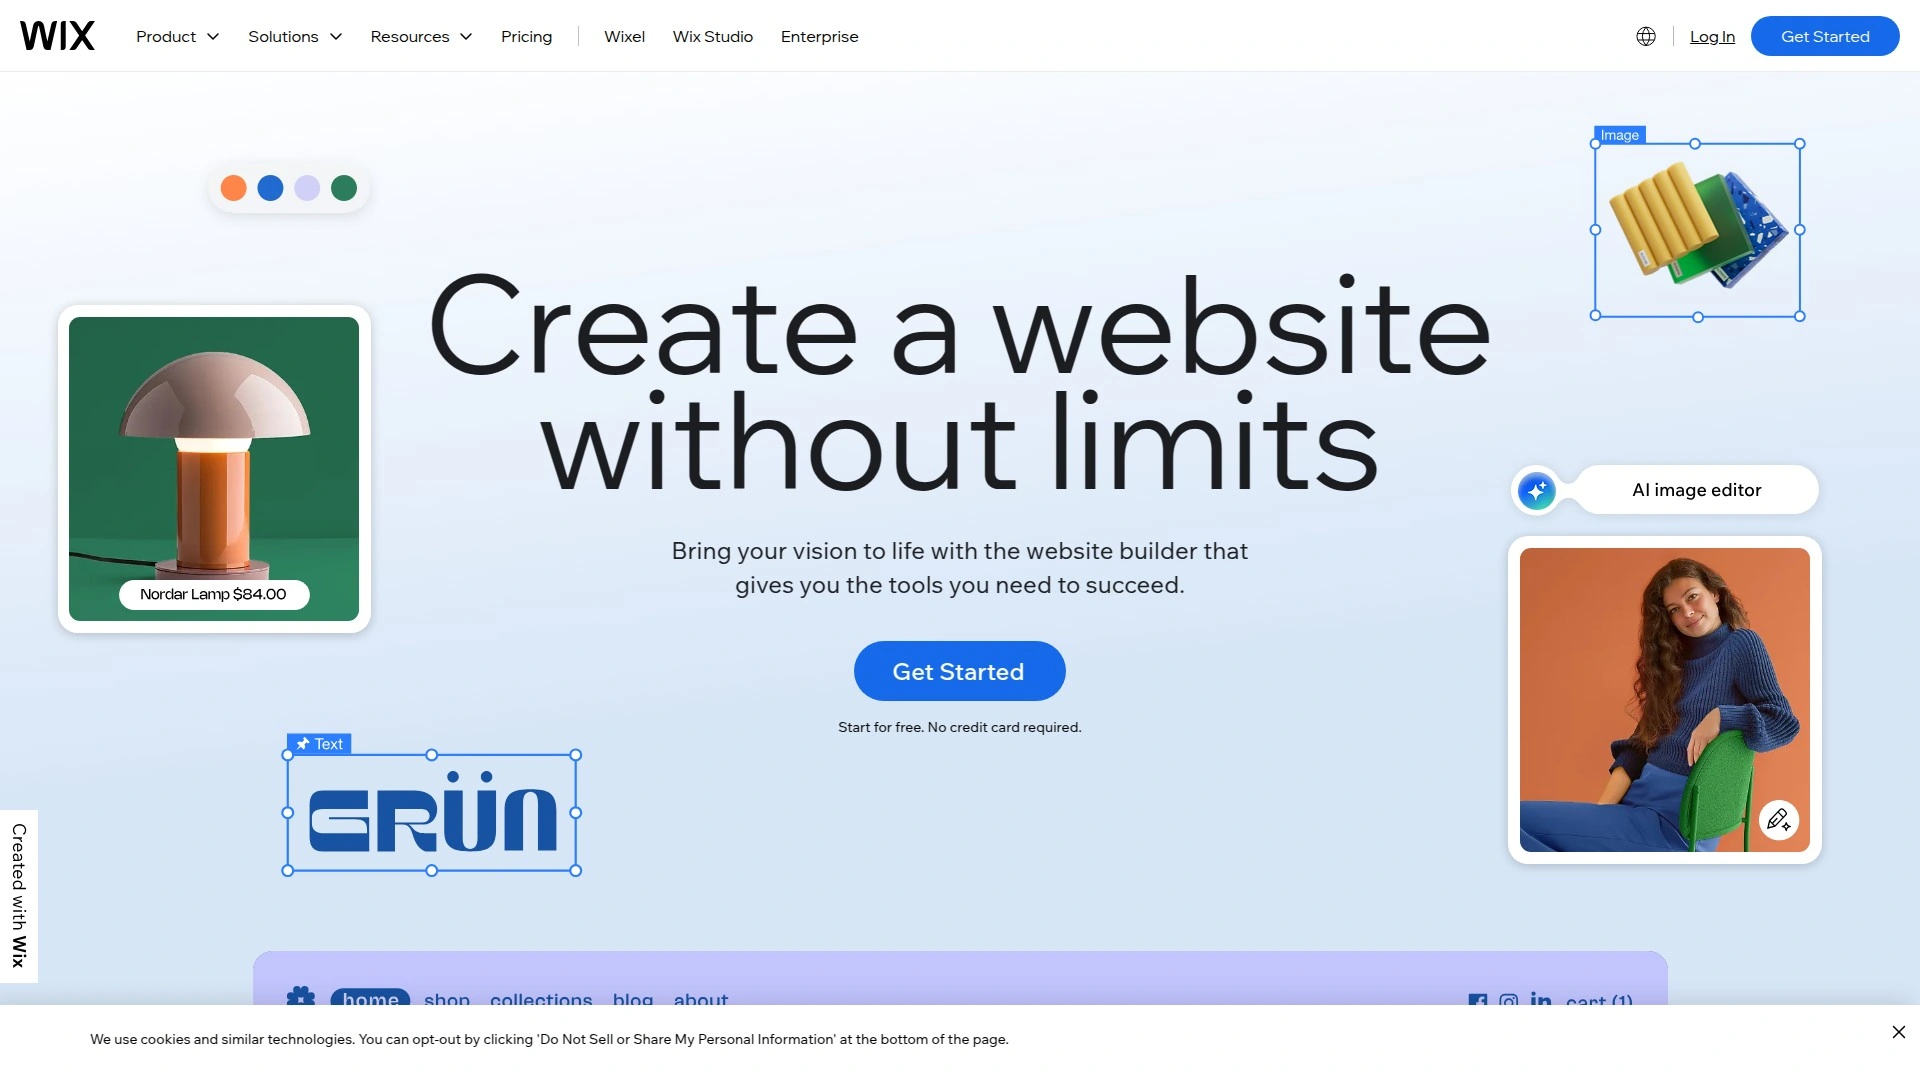 WIX Product Solutions Resources Pricing Wixel Wix Studio Enterprise Log In Get Started
Image
Create a website
without limits
AI image editor
Bring your vision to life with the website builder that
gives you the tools you need to succeed.
Nordar Lamp $84.00
Get Started
Start for free. No credit card required.
Text
GRÜN
Created with Wix
home shop collections blog about cart (1)
We use cookies and similar technologies. You can opt-out by clicking 'Do Not Sell or Share My Personal Information' at the bottom of the page.